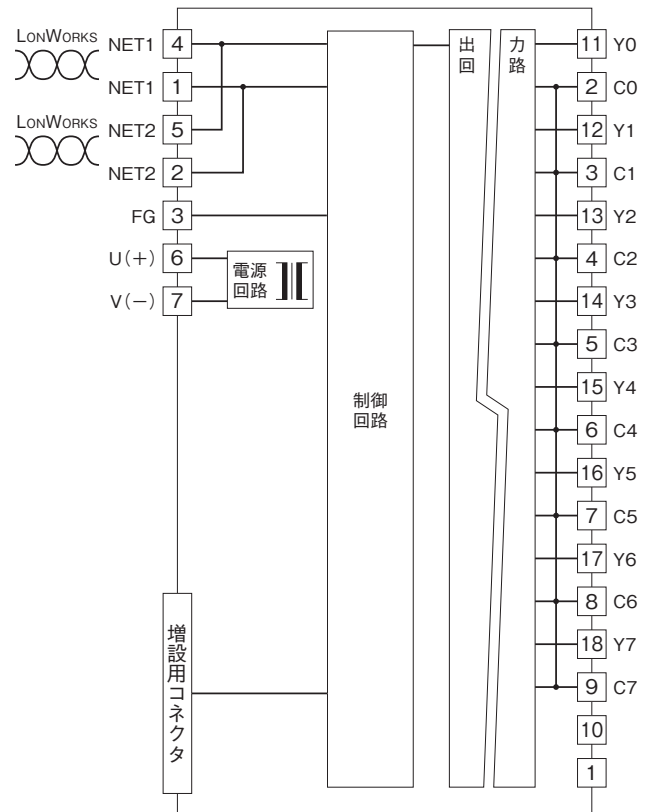 LONWORKS
NET1 4
NET1 1
LONWORKS
NET2 5
NET2 2
FG 3
U(+) 6
V(－) 7
電源
回路
増設用コネクタ
制御
回路
出力
回路
11 Y0
2 C0
12 Y1
3 C1
13 Y2
4 C2
14 Y3
5 C3
15 Y4
6 C4
16 Y5
7 C5
17 Y6
8 C6
18 Y7
9 C7
10
1